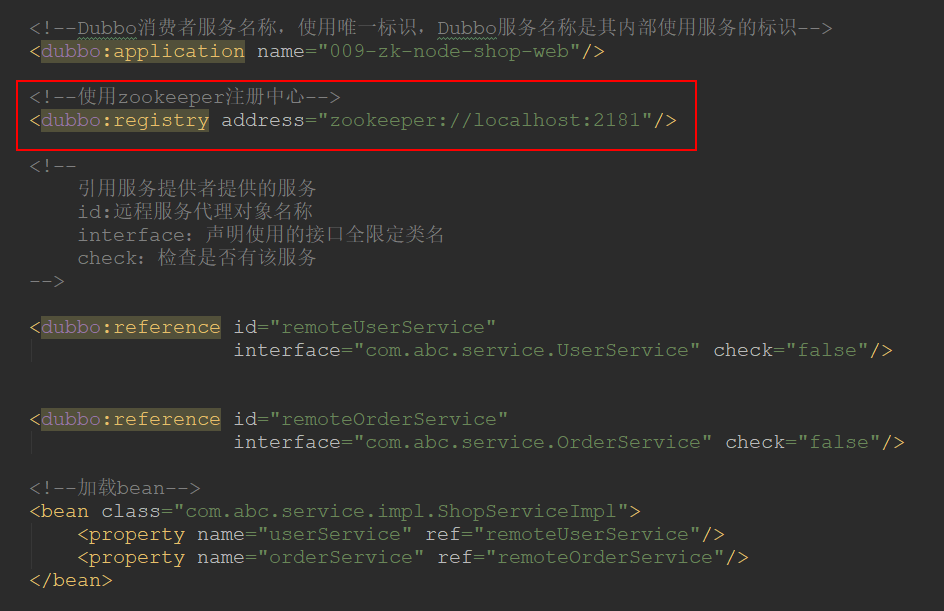 <!--Dubbo消费者服务名称，使用唯一标识，Dubbo服务名称是其内部使用服务的标识-->
<dubbo:application name="009-zk-node-shop-web"/>
<!--使用zookeeper注册中心-->
<dubbo:registry address="zookeeper://localhost:2181"/>
<!--
引用服务提供者提供的服务
id:远程服务代理对象名称
interface: 声明使用的接口全限定类名
check: 检查是否有该服务
-->
<dubbo:reference id="remoteUserService"
interface="com.abc.service.UserService" check="false"/>
<dubbo:reference id="remoteOrderService"
interface="com.abc.service.OrderService" check="false"/>
<!--加载bean-->
<bean class="com.abc.service.impl.ShopServiceImpl">
<property name="userService" ref="remoteUserService"/>
<property name="orderService" ref="remoteOrderService"/>
</bean>